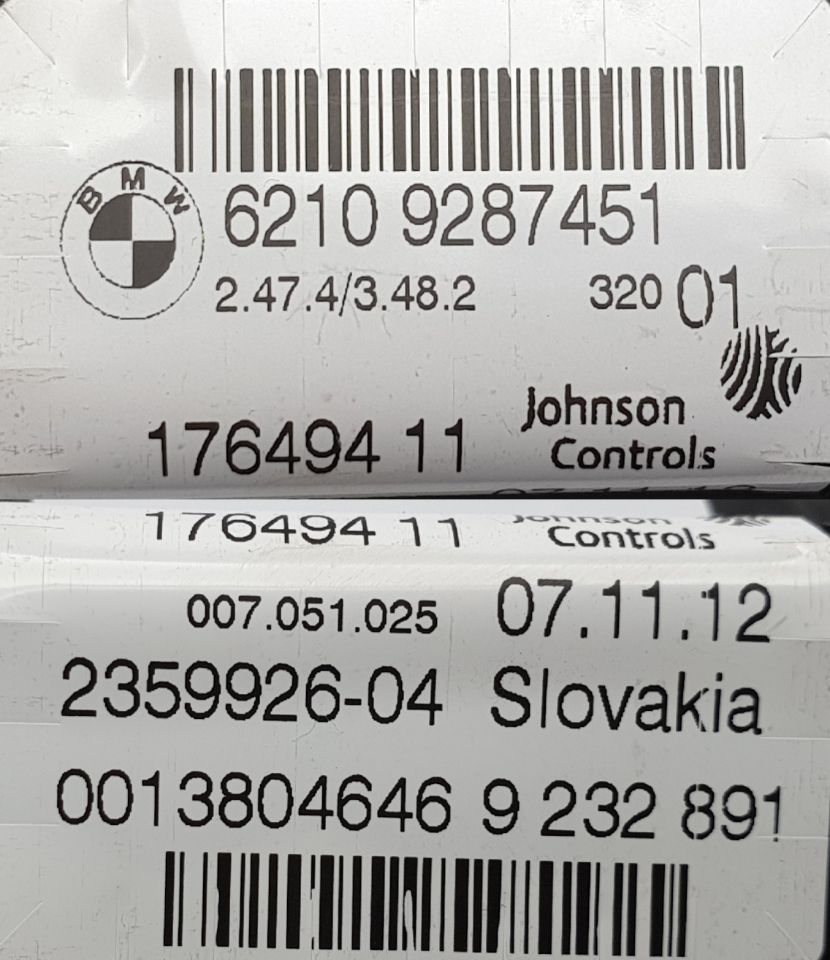 BMW
6210 9287451
2.47.4/3.48.2 320 01
Johnson
176494 11 Controls
176494 11 Johnson
Controls
007.051.025 07.11.12
2359926-04 Slovakia
0013804646 9 232 891